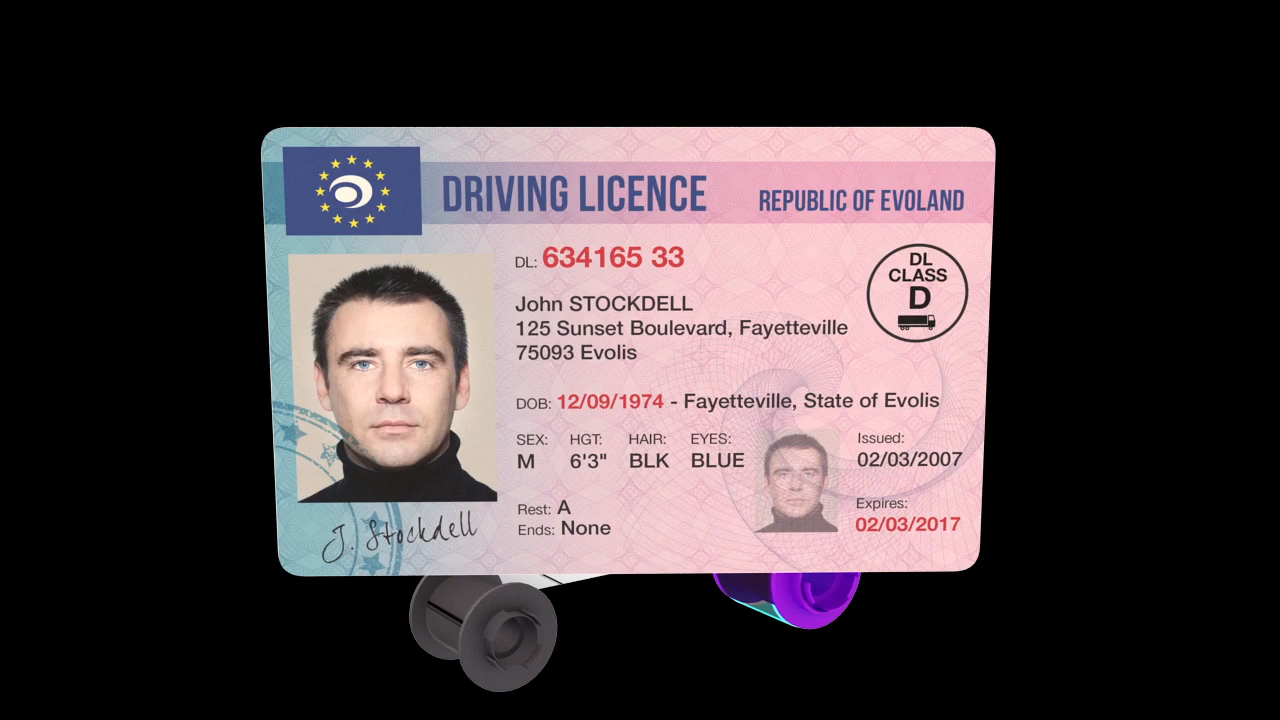 DRIVING LICENCE
REPUBLIC OF EVOLAND
DL: 634165 33
DL
CLASS
D
John STOCKDELL
125 Sunset Boulevard, Fayetteville
75093 Evolis
DOB: 12/09/1974 - Fayetteville, State of Evolis
SEX: HGT: HAIR: EYES:
M 6'3" BLK BLUE
Issued:
02/03/2007
Rest: A
Ends: None
Expires:
02/03/2017
J. Stockdell